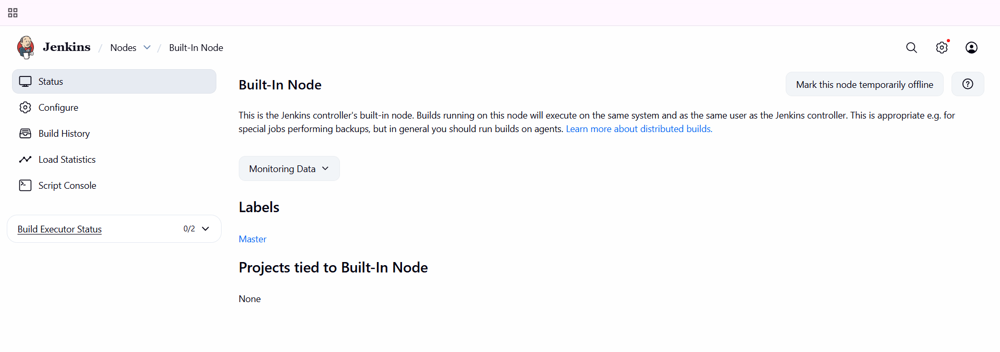 Jenkins / Nodes / Built-In Node
Status
Configure
Build History
Load Statistics
Script Console
Build Executor Status 0/2
Built-In Node
Mark this node temporarily offline
This is the Jenkins controller's built-in node. Builds running on this node will execute on the same system and as the same user as the Jenkins controller. This is appropriate e.g. for
special jobs performing backups, but in general you should run builds on agents. Learn more about distributed builds.
Monitoring Data
Labels
Master
Projects tied to Built-In Node
None